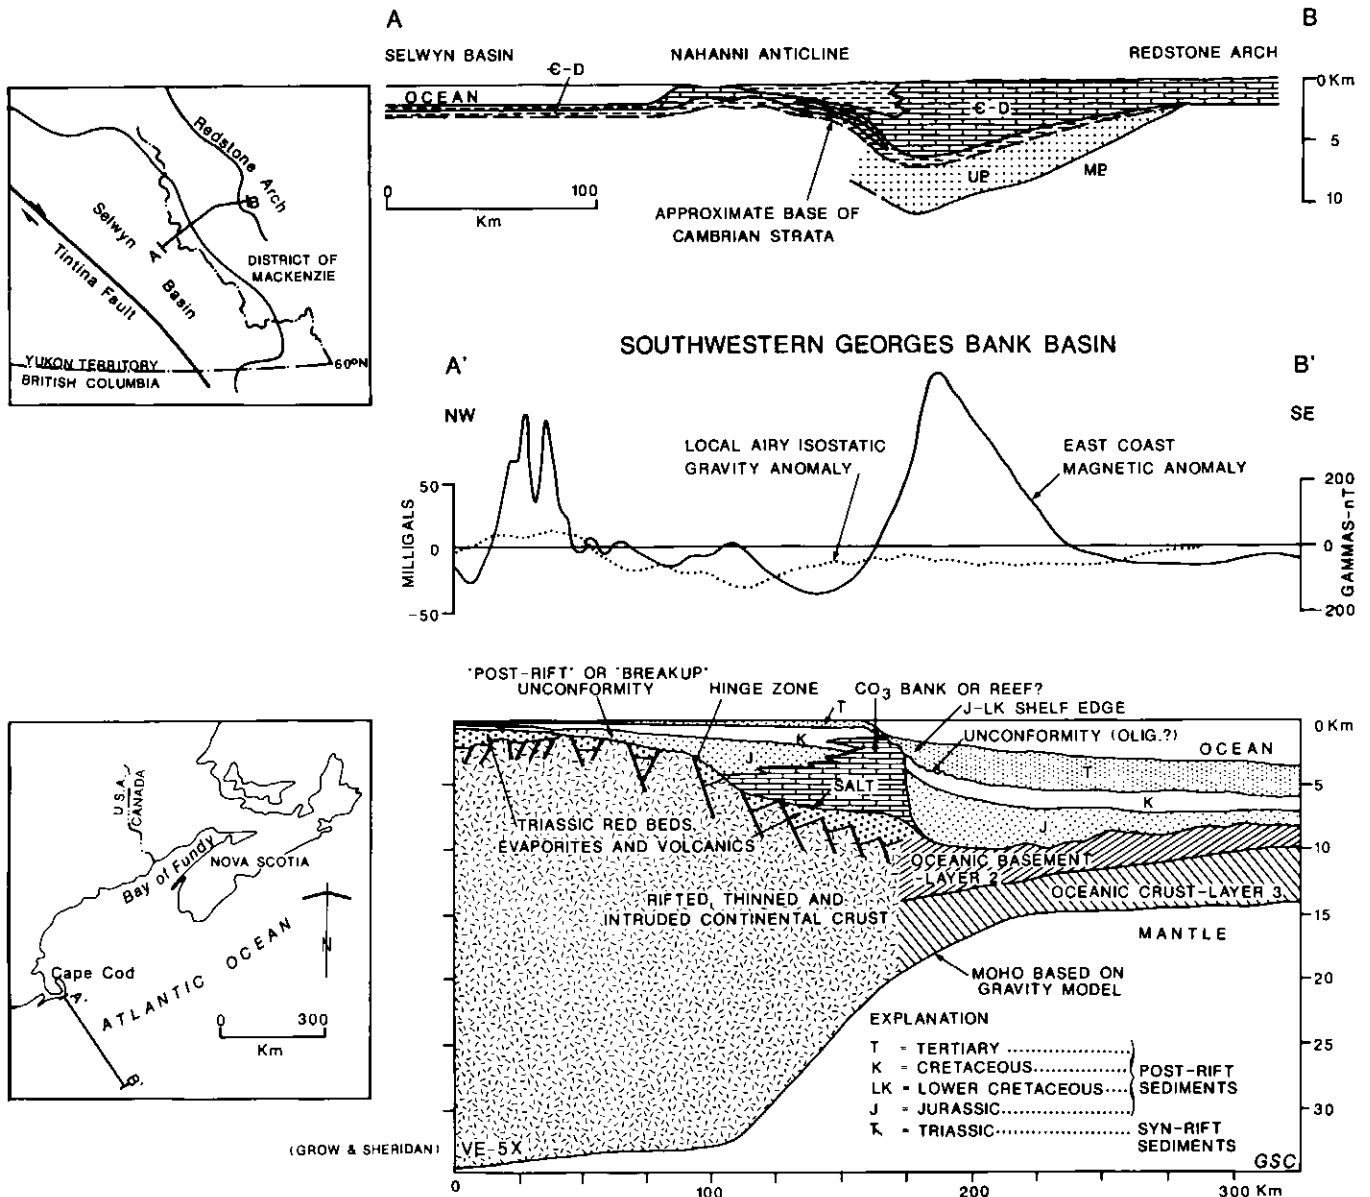 A
B
SELWYN BASIN
NAHANNI ANTICLINE
REDSTONE ARCH
Є-D
OCEAN
Є-D
0 Km
5
10
UP
MP
0
100
Km
APPROXIMATE BASE OF
CAMBRIAN STRATA
Redstone Arch
B
Selwyn
Basin
A
Tintina Fault
DISTRICT OF
MACKENZIE
60°N
YUKON TERRITORY
BRITISH COLUMBIA
SOUTHWESTERN GEORGES BANK BASIN
A'
B'
NW
SE
LOCAL AIRY ISOSTATIC
GRAVITY ANOMALY
EAST COAST
MAGNETIC ANOMALY
50
0
-50
MILLIGALS
200
0
-200
GAMMAS-nT
"POST-RIFT" OR "BREAKUP"
UNCONFORMITY
HINGE ZONE
CO3 BANK OR REEF?
J-LK SHELF EDGE
UNCONFORMITY (OLIG.?)
T
K
J
SALT
OCEAN
T
K
J
0 Km
5
10
15
20
25
30
TRIASSIC RED BEDS,
EVAPORITES AND VOLCANICS
OCEANIC BASEMENT
LAYER 2
OCEANIC CRUST-LAYER 3
RIFTED, THINNED AND
INTRUDED CONTINENTAL CRUST
MANTLE
MOHO BASED ON
GRAVITY MODEL
EXPLANATION
T = TERTIARY
K = CRETACEOUS
LK = LOWER CRETACEOUS
J = JURASSIC
POST-RIFT
SEDIMENTS
Ꞧ = TRIASSIC
SYN-RIFT
SEDIMENTS
GSC
VE-5X
(GROW & SHERIDAN)
0
100
200
300 Km
U.S.A.
CANADA
Bay of Fundy
NOVA SCOTIA
Cape Cod
A'
B'
ATLANTIC OCEAN
N
0
300
Km